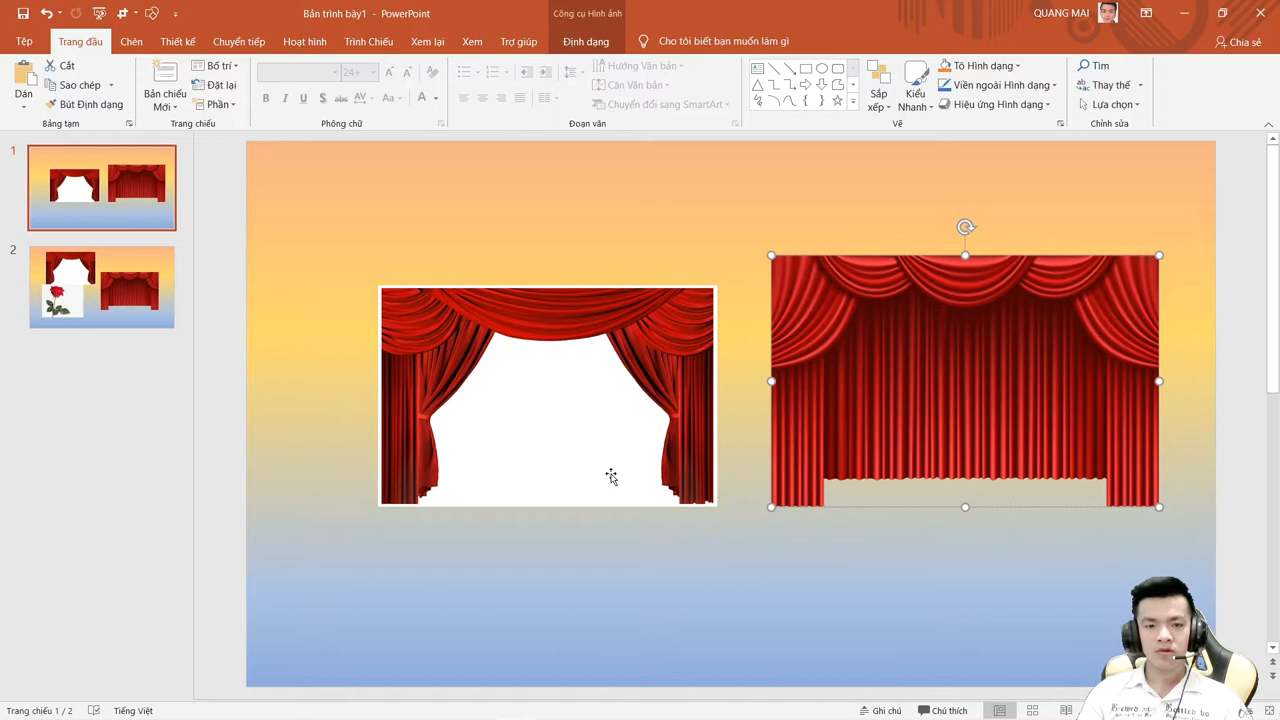 Bản trình bày1 - PowerPoint
Công cụ Hình ảnh
QUANG MAI
Tệp
Trang đầu
Chèn
Thiết kế
Chuyển tiếp
Hoạt hình
Trình Chiếu
Xem lại
Xem
Trợ giúp
Định dạng
Cho tôi biết bạn muốn làm gì
Chia sẻ
Dán
Cắt
Sao chép
Bút Định dạng
Bảng tạm
Bản chiếu
Mới
Bố trí
Đặt lại
Phần
Trang chiếu
24+
B I U S abc AV Aa A
Phông chữ
Hướng Văn bản
Căn Văn bản
Chuyển đổi sang SmartArt
Đoạn văn
Sắp
xếp
Kiểu
Nhanh
Tô Hình dạng
Viền ngoài Hình dạng
Hiệu ứng Hình dạng
Vẽ
Tìm
Thay thế
Lựa chọn
Chỉnh sửa
1
2
Trang chiếu 1 / 2
Tiếng Việt
Ghi chú
Chú thích